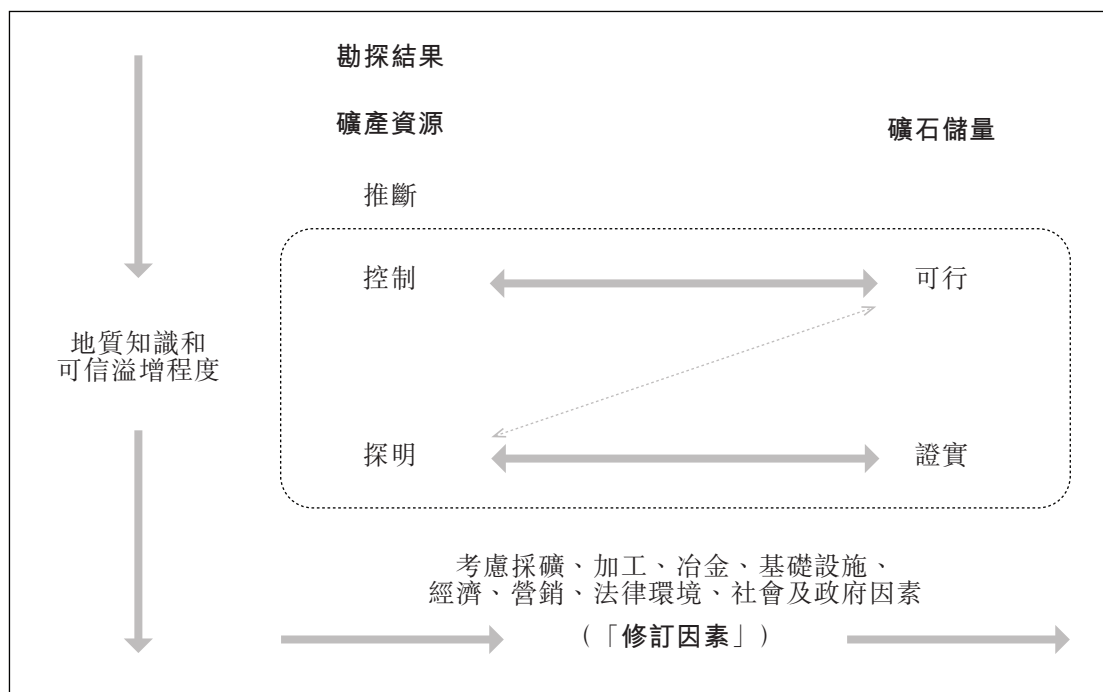 勘探結果
礦產資源
礦石儲量
推斷
控制
可行
地質知識和
可信溢增程度
探明
證實
考慮採礦、加工、冶金、基礎設施、
經濟、營銷、法律環境、社會及政府因素
(「修訂因素」)